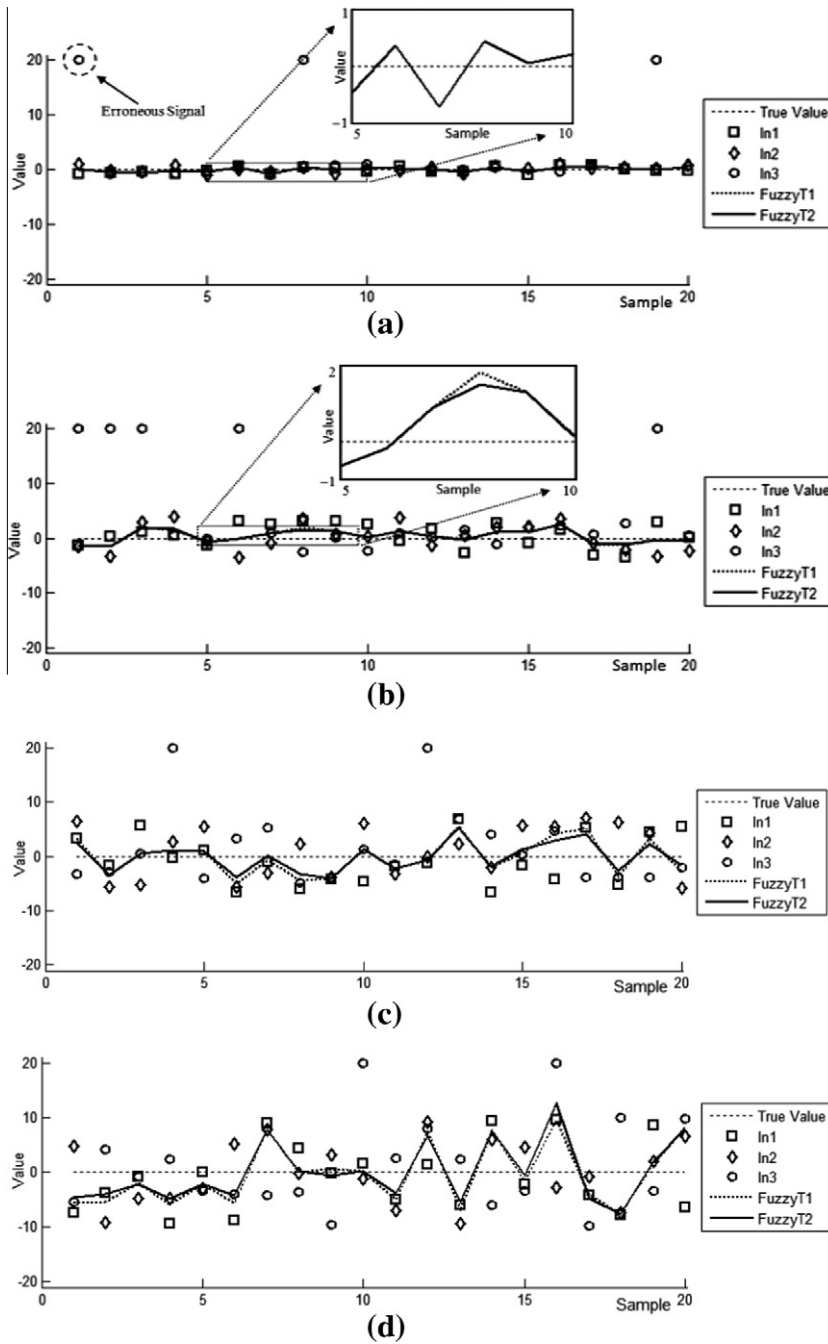 1
Value
-1
5
Sample
10
20
10
0
-10
-20
Value
Erroneous Signal
0
5
10
15
Sample
20
True Value
In1
In2
In3
FuzzyT1
FuzzyT2
(a)
2
Value
-1
5
Sample
10
20
10
0
-10
-20
Value
0
5
10
15
Sample
20
True Value
In1
In2
In3
FuzzyT1
FuzzyT2
(b)
20
10
0
-10
-20
Value
0
5
10
15
Sample
20
True Value
In1
In2
In3
FuzzyT1
FuzzyT2
(c)
20
10
0
-10
-20
Value
0
5
10
15
Sample
20
True Value
In1
In2
In3
FuzzyT1
FuzzyT2
(d)